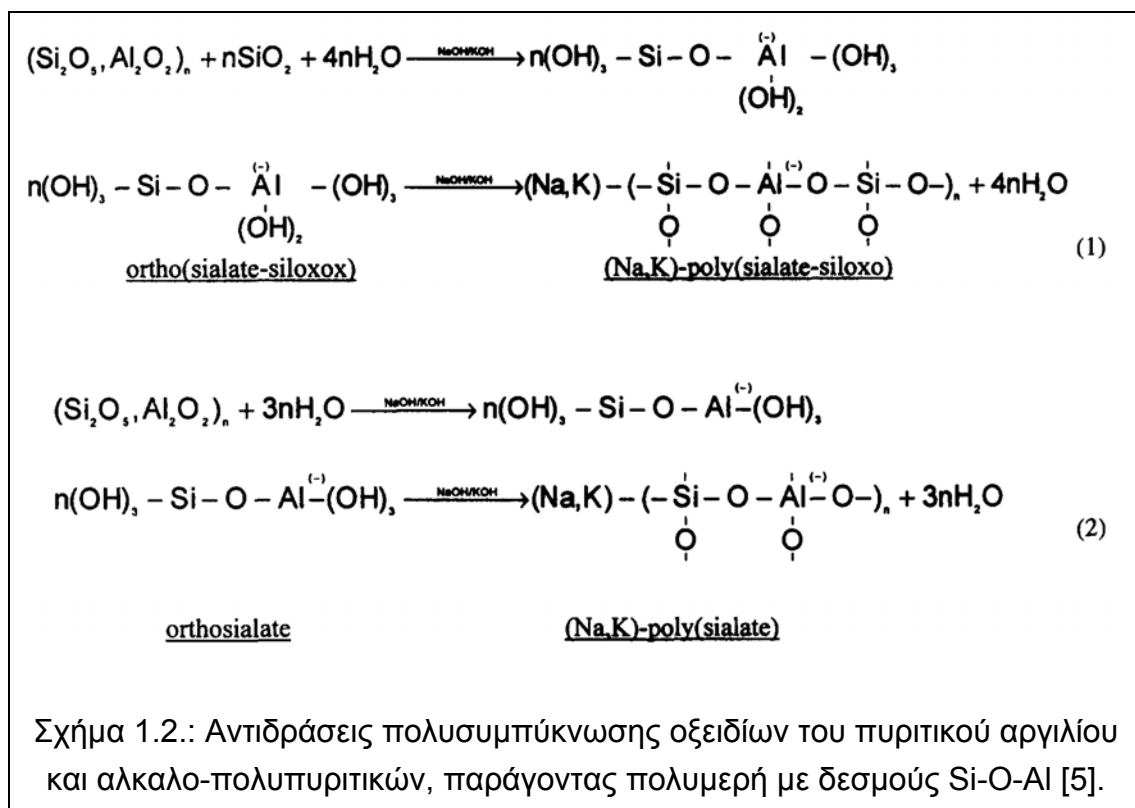 (Si₂O₅,Al₂O₂)ₙ + nSiO₂ + 4nH₂O NaOH/KOH → n(OH)₃ – Si – O – Al (-) – (OH)₃
(OH)₂
n(OH)₃ – Si – O – Al (-) – (OH)₃ NaOH/KOH → (Na,K) – (– Si – O – Al (-) – O – Si – O –)ₙ + 4nH₂O
(OH)₂ O O O
(1)
ortho(sialate-siloxox) (Na,K)-poly(sialate-siloxo)
(Si₂O₅,Al₂O₂)ₙ + 3nH₂O NaOH/KOH → n(OH)₃ – Si – O – Al (-) – (OH)₃
n(OH)₃ – Si – O – Al (-) – (OH)₃ NaOH/KOH → (Na,K) – (– Si – O – Al (-) – O –)ₙ + 3nH₂O
O O
(2)
orthosialate (Na,K)-poly(sialate)
Σχήμα 1.2.: Αντιδράσεις πολυσυμπύκνωσης οξειδίων του πυριτικού αργιλίου
και αλκαλο-πολυπυριτικών, παράγοντας πολυμερή με δεσμούς Si-O-Al [5].